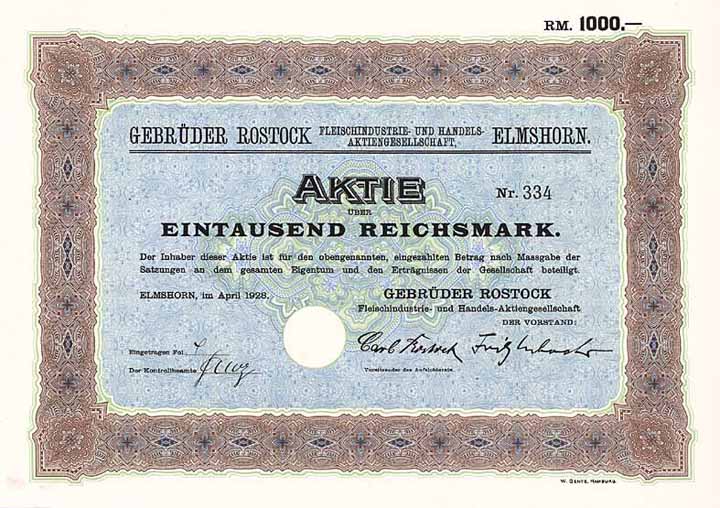 RM. 1000.—
GEBRÜDER ROSTOCK FLEISCHINDUSTRIE- UND HANDELS-AKTIENGESELLSCHAFT, ELMSHORN.
AKTIE
Nr. 334
ÜBER
EINTAUSEND REICHSMARK.
Der Inhaber dieser Aktie ist für den obengenannten, eingezahlten Betrag nach Massgabe der
Satzungen an dem gesamten Eigentum und den Erträgnissen der Gesellschaft beteiligt.
ELMSHORN, im April 1928.
GEBRÜDER ROSTOCK
Fleischindustrie- und Handels-Aktiengesellschaft
DER VORSTAND:
Eingetragen Fol.
Carl Rostock Fritz
Der Kontrollbeamte
Vorsitzender des Aufsichtsrats.
W. GENTE, HAMBURG.